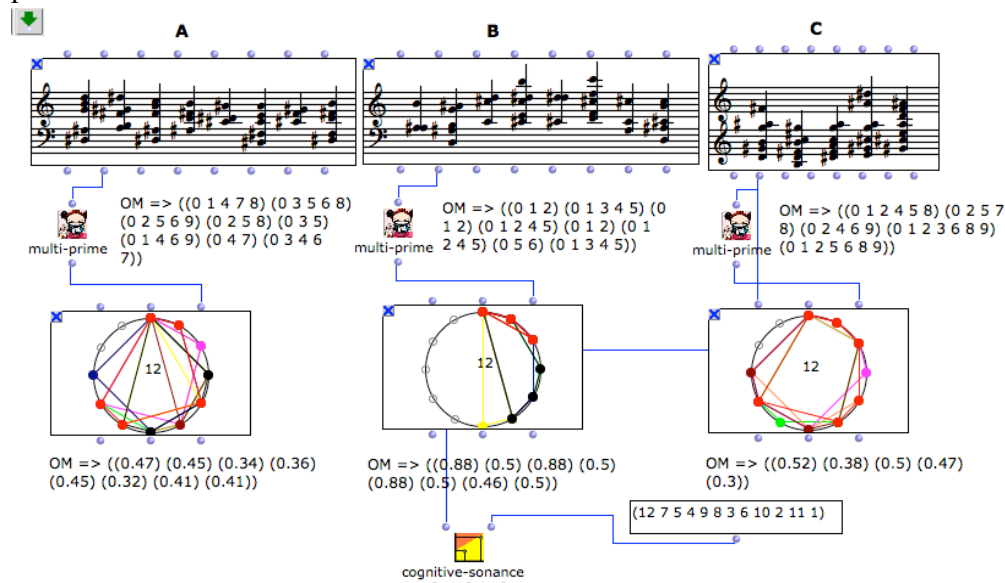 A
B
C
OM => ((0 1 4 7 8) (0 3 5 6 8)
(0 2 5 6 9) (0 2 5 8) (0 3 5)
(0 1 4 6 9) (0 4 7) (0 3 4 6
7))
multi-prime
OM => ((0 1 2) (0 1 3 4 5) (0
1 2) (0 1 2 4 5) (0 1 2) (0 1
2 4 5) (0 5 6) (0 1 3 4 5))
multi-prime
OM => ((0 1 2 4 5 8) (0 2 5 7
8) (0 2 4 6 9) (0 1 2 3 6 8 9)
(0 1 2 5 6 8 9))
multi-prime
12
12
12
OM => ((0.47) (0.45) (0.34) (0.36)
(0.45) (0.32) (0.41) (0.41))
OM => ((0.88) (0.5) (0.88) (0.5)
(0.88) (0.5) (0.46) (0.5))
OM => ((0.52) (0.38) (0.5) (0.47)
(0.3))
(12 7 5 4 9 8 3 6 10 2 11 1)
cognitive-sonance